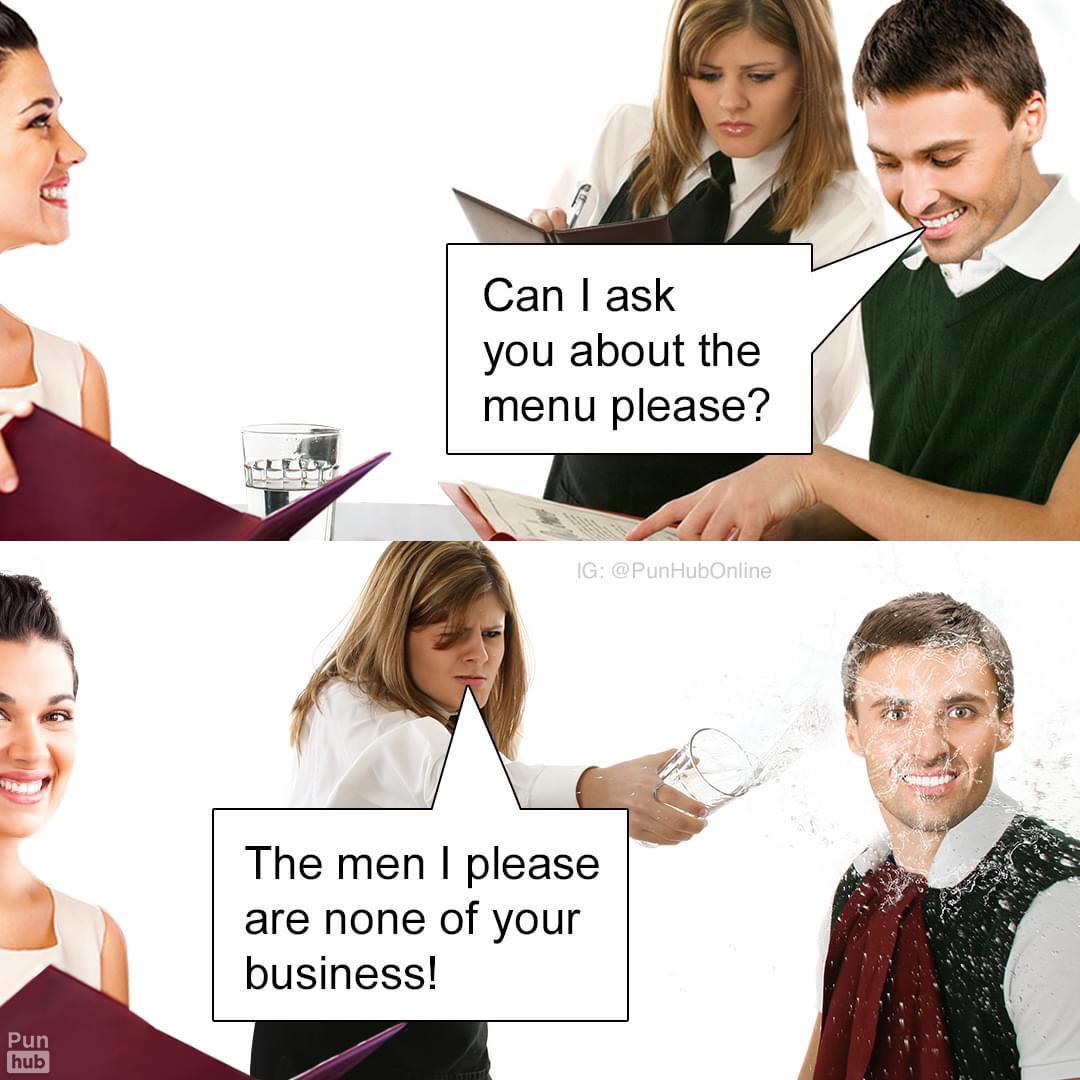 Can I ask
you about the
menu please?
IG: @PunHubOnline
The men I please
are none of your
business!
Pun
hub